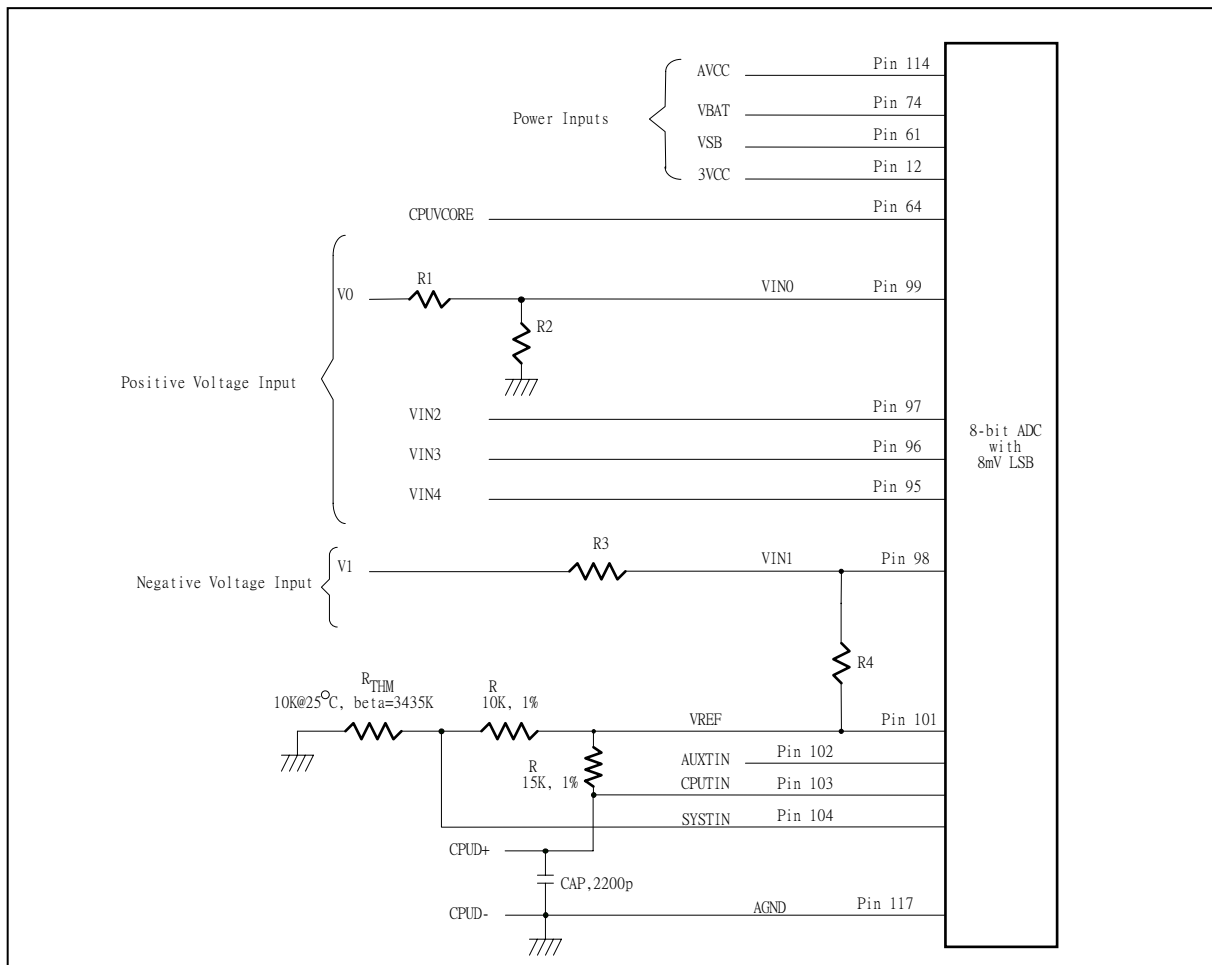 AVCC Pin 114
Power Inputs
VBAT Pin 74
VSB Pin 61
3VCC Pin 12
CPUVCORE Pin 64
R1
V0 VIN0 Pin 99
R2
Positive Voltage Input
VIN2 Pin 97
VIN3 Pin 96
VIN4 Pin 95
8-bit ADC
with
8mV LSB
R3
V1 VIN1 Pin 98
Negative Voltage Input
R4
RTHM
10K@25°C, beta=3435K
R
10K, 1%
VREF Pin 101
R
15K, 1%
AUXTIN Pin 102
CPUTIN Pin 103
SYSTIN Pin 104
CPUD+
CAP,2200p
CPUD- AGND Pin 117